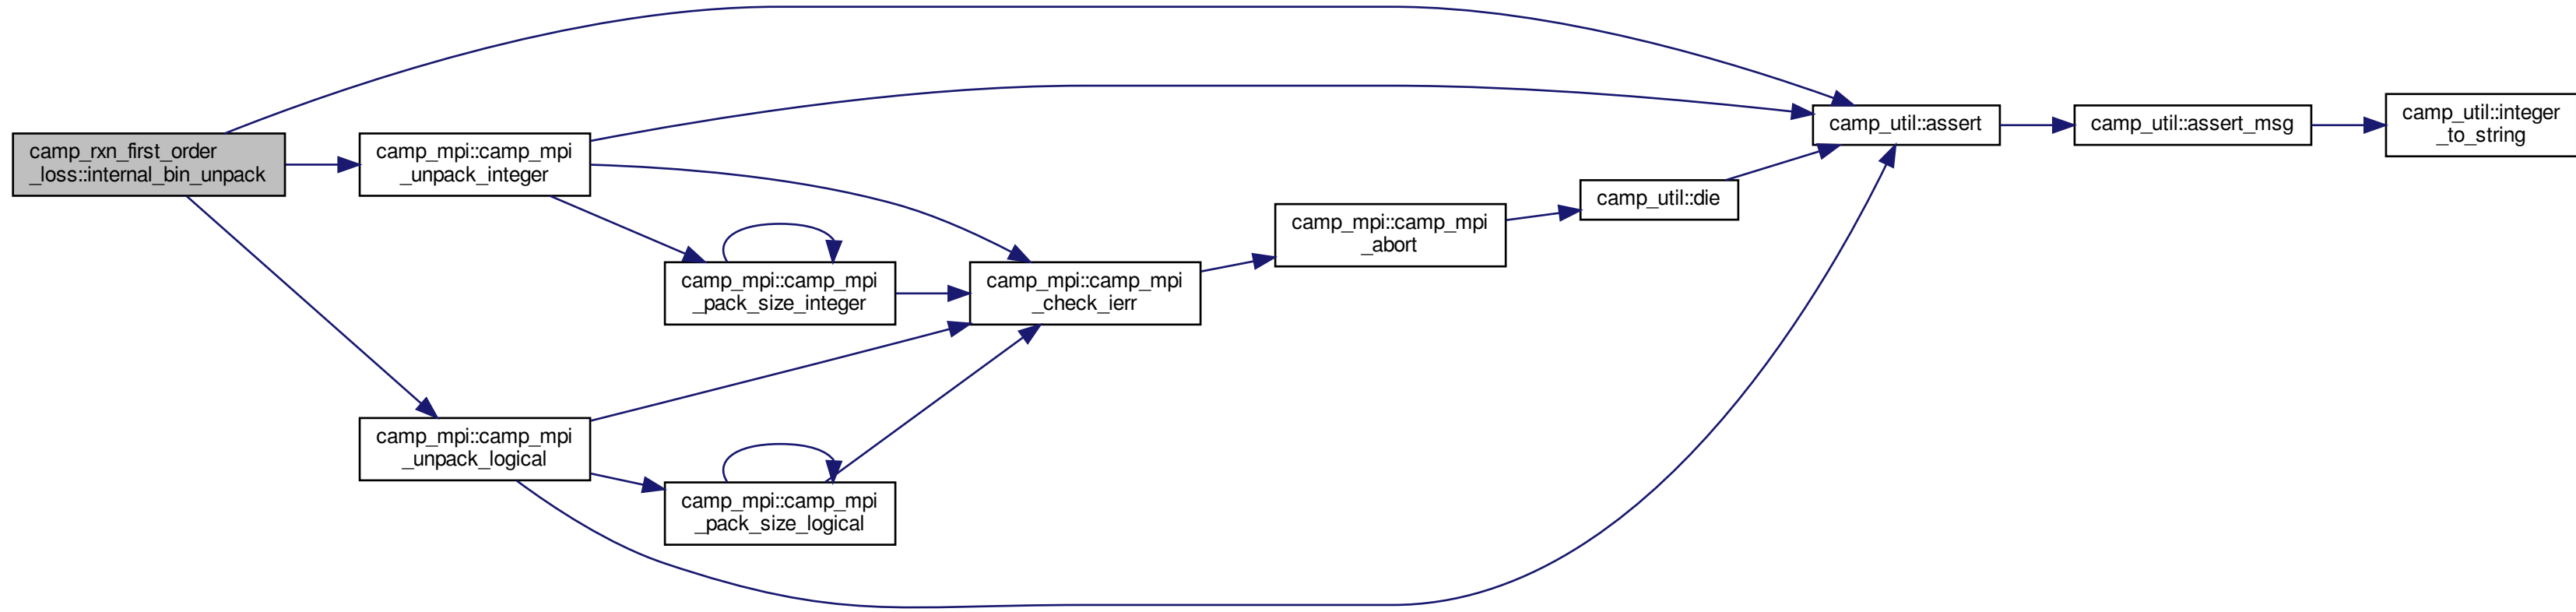 camp_rxn_first_order
_loss::internal_bin_unpack
camp_mpi::camp_mpi
_unpack_integer
camp_mpi::camp_mpi
_pack_size_integer
camp_mpi::camp_mpi
_check_ierr
camp_mpi::camp_mpi
_abort
camp_util::die
camp_util::assert
camp_util::assert_msg
camp_util::integer
_to_string
camp_mpi::camp_mpi
_unpack_logical
camp_mpi::camp_mpi
_pack_size_logical